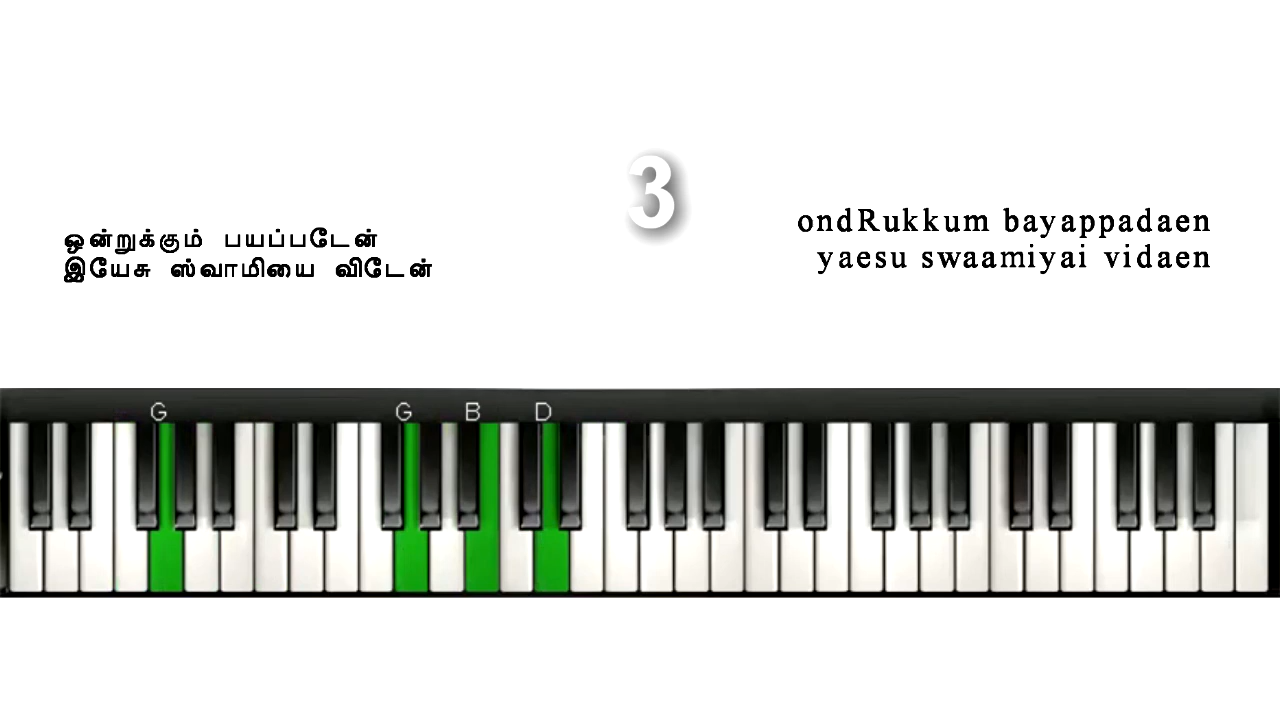 3
ஒன்றுக்கும் பயப்படேன்
இயேசு ஸ்வாமியை விடேன்
ondRukkum bayappadaen
yaesu swaamiyai vidaen
G G B D